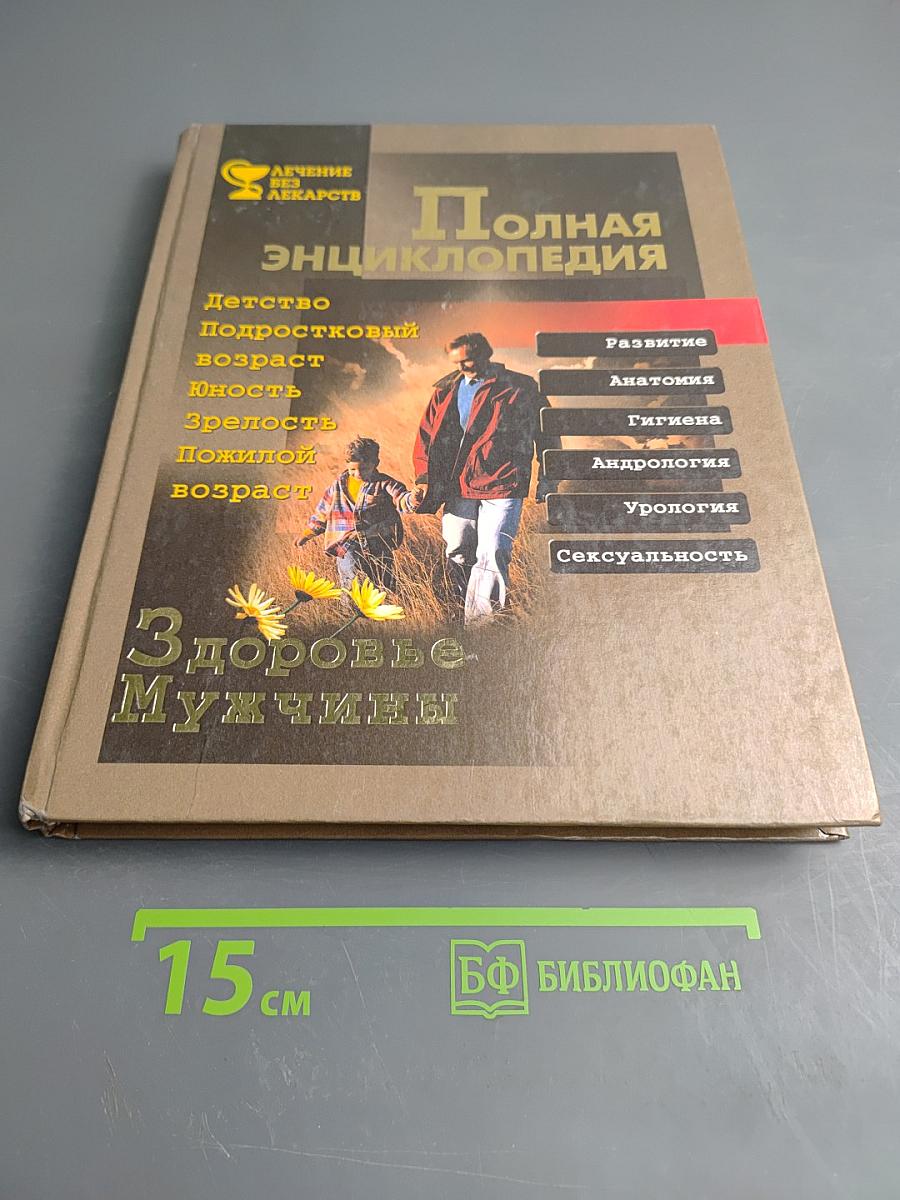 ЛЕЧЕНИЕ
БЕЗ
ЛЕКАРСТВ
ПОЛНАЯ
ЭНЦИКЛОПЕДИЯ
Детство
Подростковый
возраст
Юность
Зрелость
Пожилой
возраст
Развитие
Анатомия
Гигиена
Андрология
Урология
Сексуальность
Здоровье
Мужчины
15 см
БФ БИБЛИОФАН